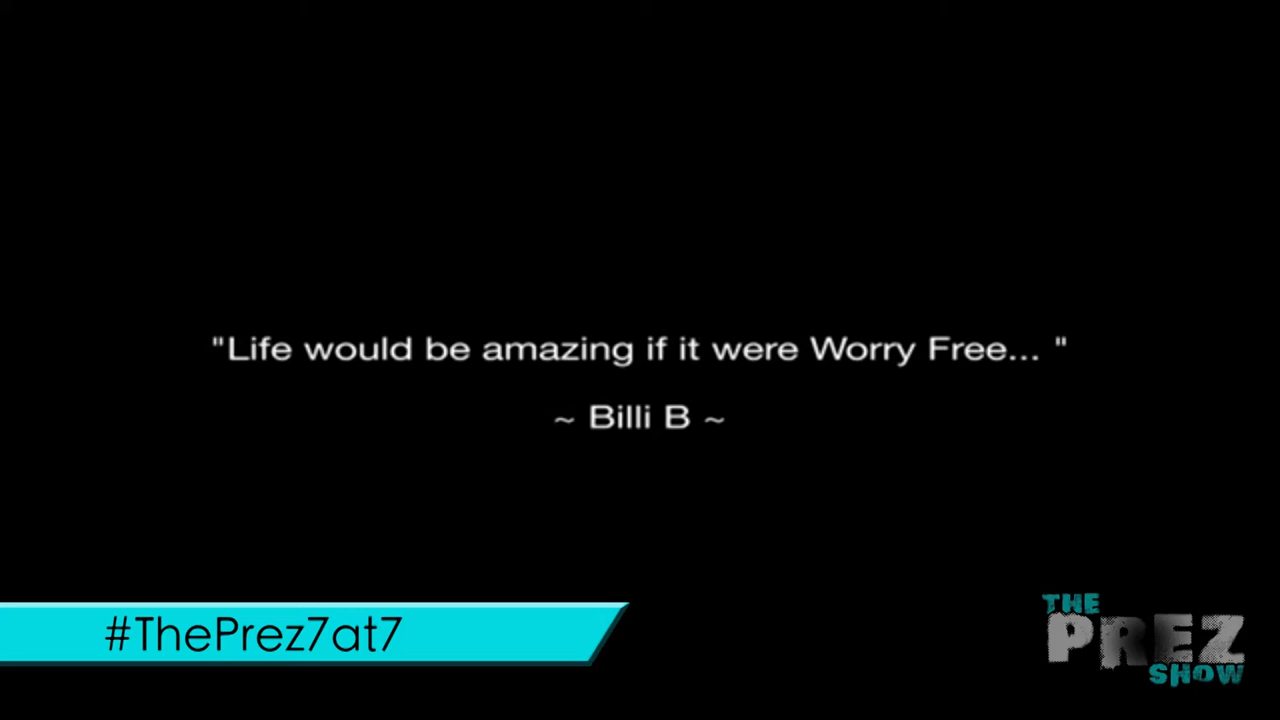 "Life would be amazing if it were Worry Free... "
~ Billi B ~
#ThePrez7at7
THE
PREZ
SHOW